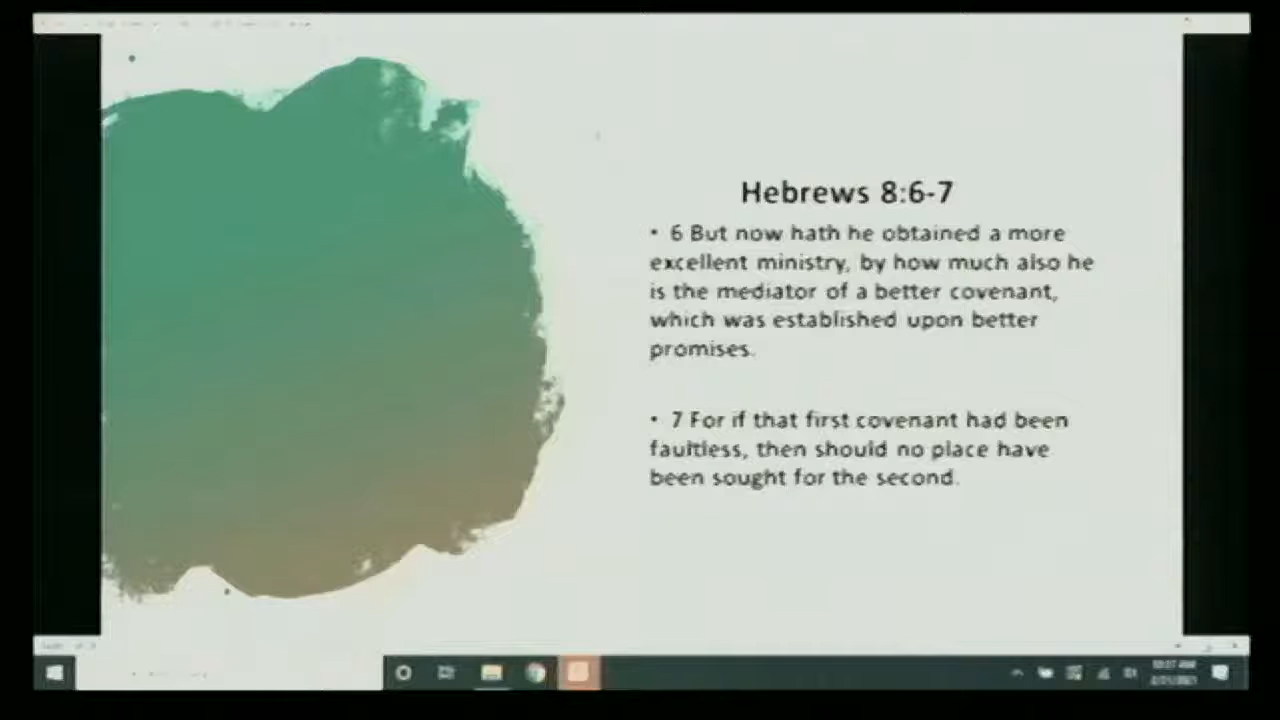 Hebrews 8:6-7
• 6 But now hath he obtained a more
excellent ministry, by how much also he
is the mediator of a better covenant,
which was established upon better
promises.
• 7 For if that first covenant had been
faultless, then should no place have
been sought for the second.